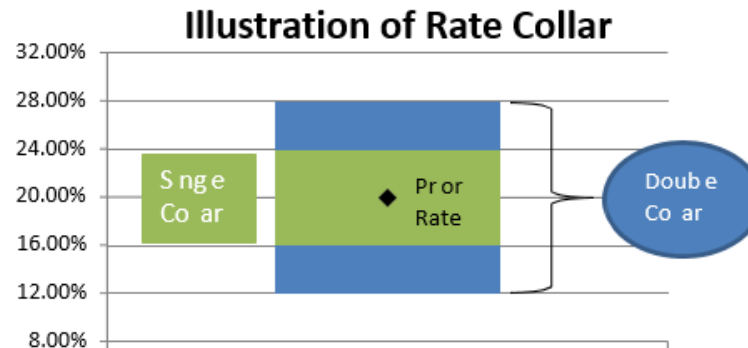 Illustration of Rate Collar
32.00%
28.00%
24.00%
20.00%
16.00%
12.00%
8.00%
S nge
Co ar
Pr or
Rate
Doub e
Co ar